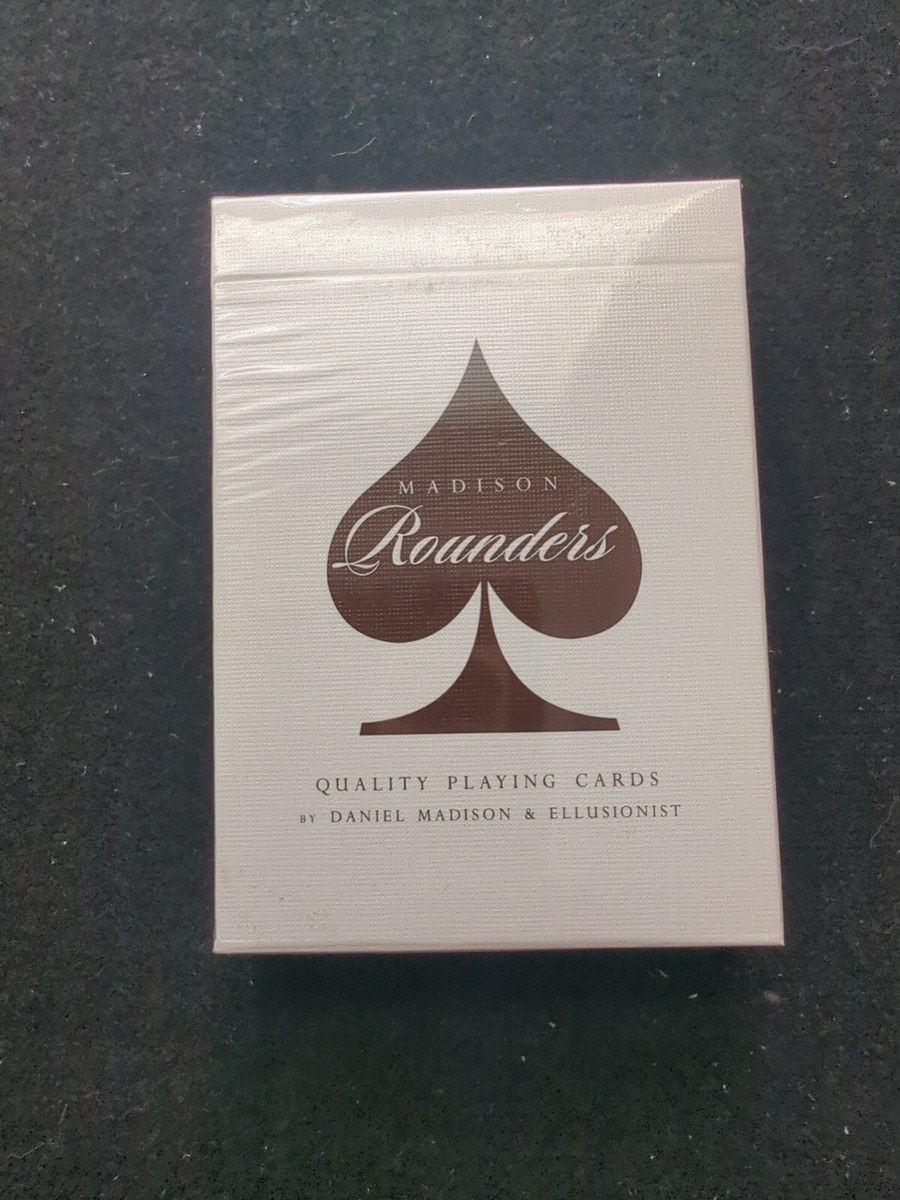 MADISON
Rounders
QUALITY PLAYING CARDS
BY DANIEL MADISON & ELLUSIONIST